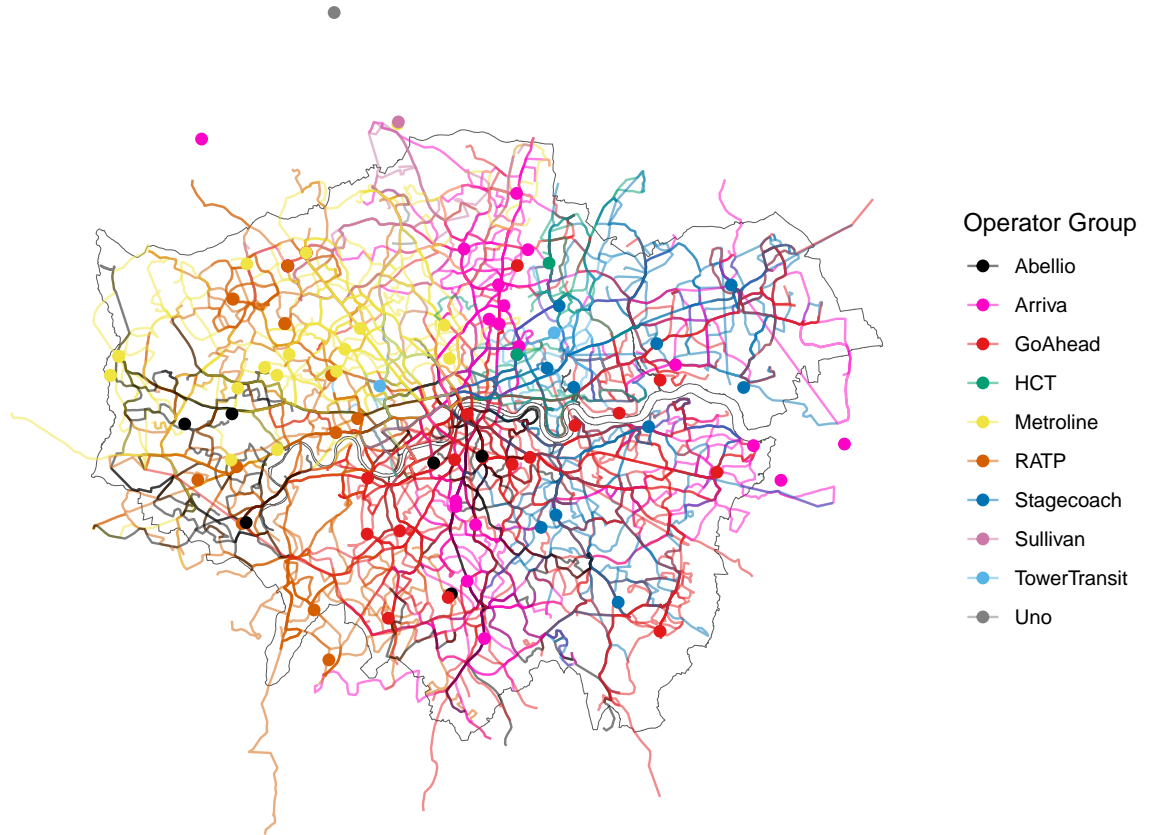 Operator Group
Abellio
Arriva
GoAhead
HCT
Metroline
RATP
Stagecoach
Sullivan
TowerTransit
Uno